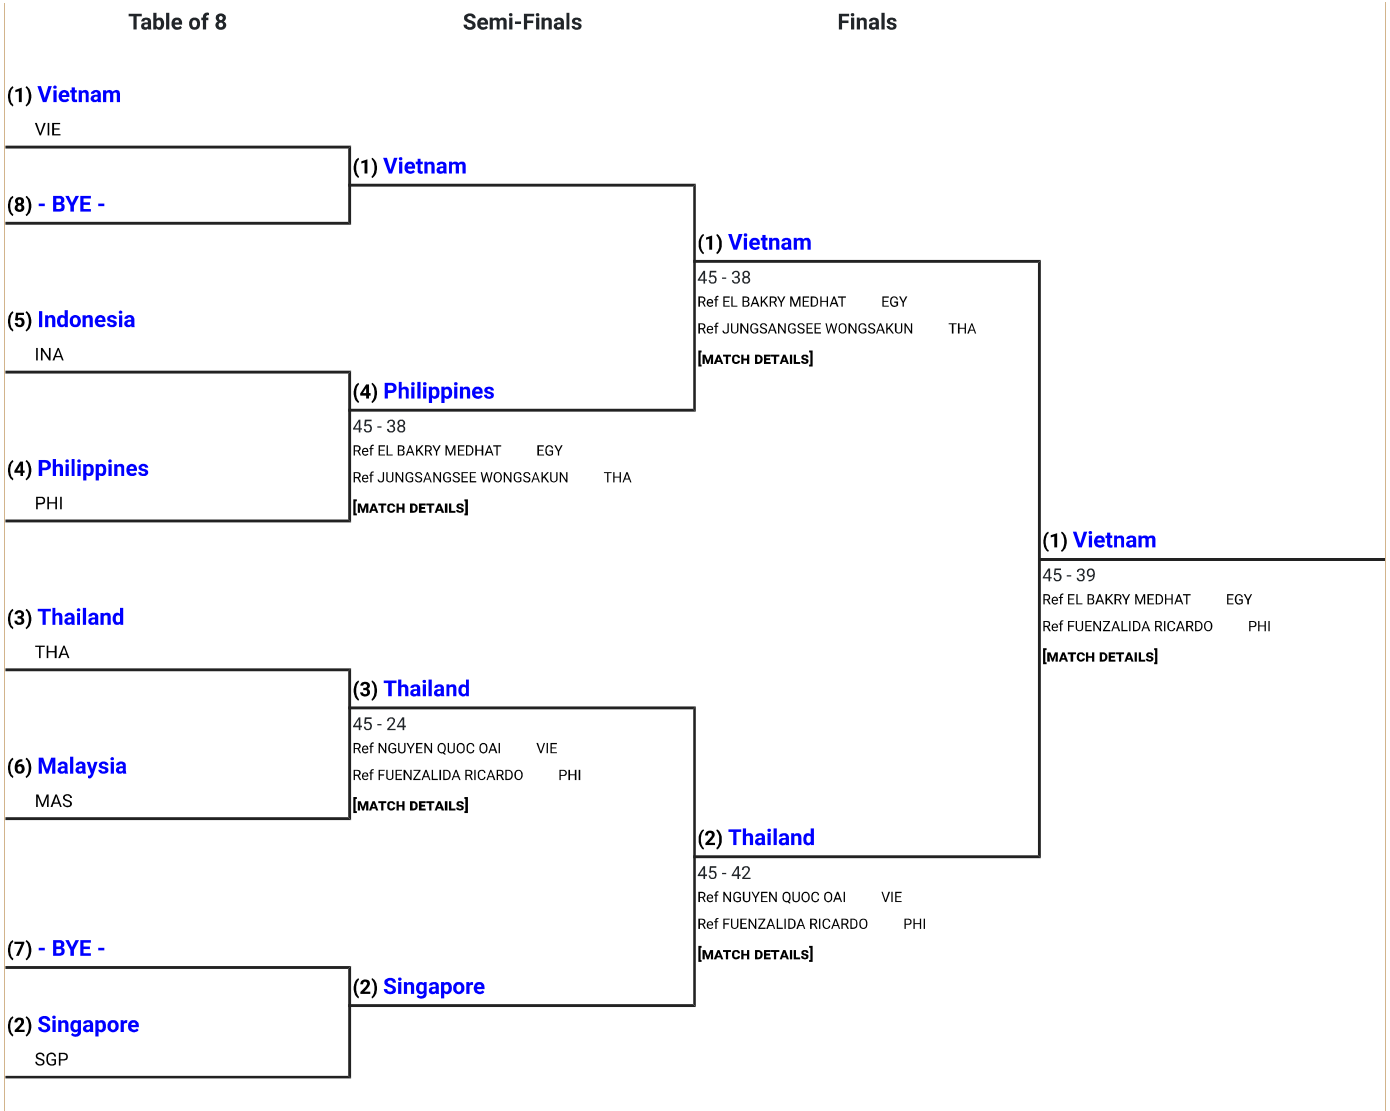 Table of 8
Semi-Finals
Finals
(1) Vietnam
VIE
(8) - BYE -
(5) Indonesia
INA
(4) Philippines
PHI
(3) Thailand
THA
(6) Malaysia
MAS
(7) - BYE -
(2) Singapore
SGP
(1) Vietnam
(4) Philippines
45 - 38
Ref EL BAKRY MEDHAT EGY
Ref JUNGSANGSEE WONGSAKUN THA
[MATCH DETAILS]
(3) Thailand
45 - 24
Ref NGUYEN QUOC OAI VIE
Ref FUENZALIDA RICARDO PHI
[MATCH DETAILS]
(2) Singapore
(1) Vietnam
45 - 38
Ref EL BAKRY MEDHAT EGY
Ref JUNGSANGSEE WONGSAKUN THA
[MATCH DETAILS]
(2) Thailand
45 - 42
Ref NGUYEN QUOC OAI VIE
Ref FUENZALIDA RICARDO PHI
[MATCH DETAILS]
(1) Vietnam
45 - 39
Ref EL BAKRY MEDHAT EGY
Ref FUENZALIDA RICARDO PHI
[MATCH DETAILS]